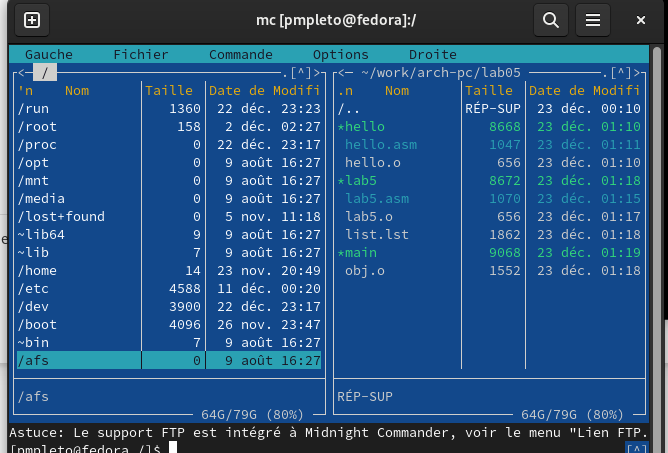 mc [pmpleto@fedora]:/
Gauche Fichier Commande Options Droite
<─ / .[^]>
'n Nom Taille Date de Modifi
/run 1360 22 déc. 23:23
/root 158 2 déc. 02:27
/proc 0 22 déc. 23:17
/opt 0 9 août 16:27
/mnt 0 9 août 16:27
/media 0 9 août 16:27
/lost+found 0 5 nov. 11:18
~lib64 9 9 août 16:27
~lib 7 9 août 16:27
/home 14 23 nov. 20:49
/etc 4588 11 déc. 00:20
/dev 3900 22 déc. 23:17
/boot 4096 26 nov. 23:47
~bin 7 9 août 16:27
/afs 0 9 août 16:27
/afs
64G/79G (80%)
<─ ~/work/arch-pc/lab05 .[^]>
.n Nom Taille Date de Modifi
/.. RÉP-SUP 23 déc. 00:10
*hello 8668 23 déc. 01:10
hello.asm 1047 23 déc. 01:11
hello.o 656 23 déc. 01:10
*lab5 8672 23 déc. 01:18
lab5.asm 1070 23 déc. 01:15
lab5.o 656 23 déc. 01:17
list.lst 1862 23 déc. 01:18
*main 9068 23 déc. 01:19
obj.o 1552 23 déc. 01:18
RÉP-SUP
64G/79G (80%)
Astuce: Le support FTP est intégré à Midnight Commander, voir le menu "Lien FTP.
[pmpleto@fedora /]$ [^]